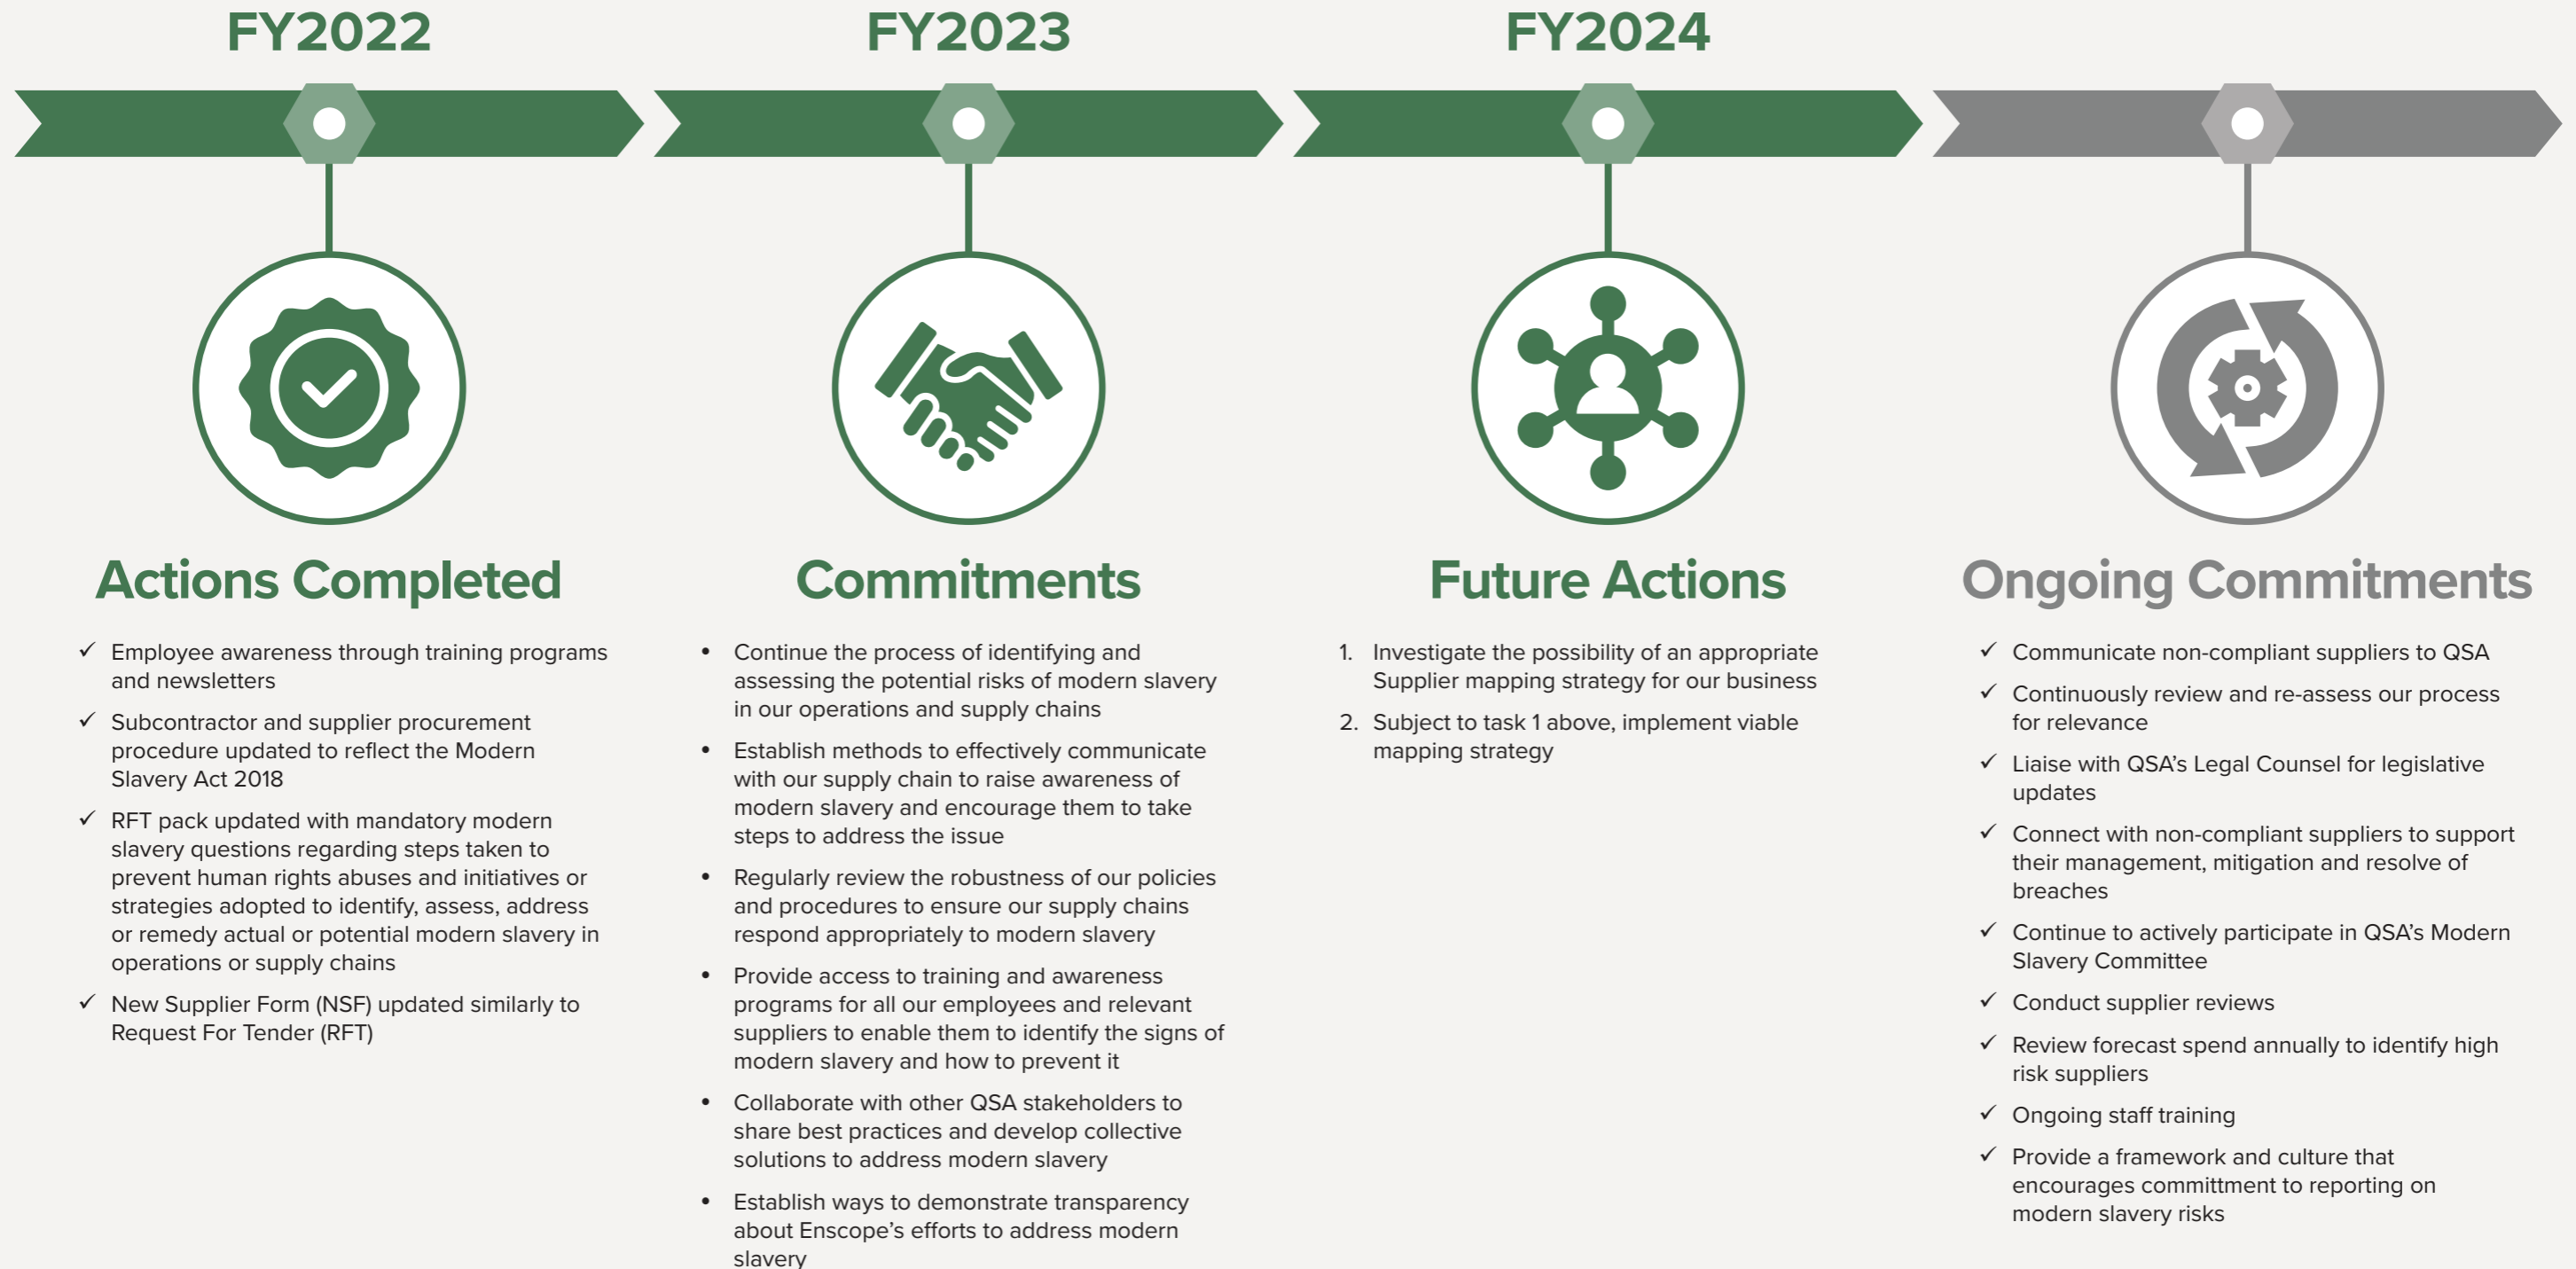 FY2022
Actions Completed
✓ Employee awareness through training programs
and newsletters
✓ Subcontractor and supplier procurement
procedure updated to reflect the Modern
Slavery Act 2018
✓ RFT pack updated with mandatory modern
slavery questions regarding steps taken to
prevent human rights abuses and initiatives or
strategies adopted to identify, assess, address
or remedy actual or potential modern slavery in
operations or supply chains
✓ New Supplier Form (NSF) updated similarly to
Request For Tender (RFT)
FY2023
Commitments
• Continue the process of identifying and
assessing the potential risks of modern slavery
in our operations and supply chains
• Establish methods to effectively communicate
with our supply chain to raise awareness of
modern slavery and encourage them to take
steps to address the issue
• Regularly review the robustness of our policies
and procedures to ensure our supply chains
respond appropriately to modern slavery
• Provide access to training and awareness
programs for all our employees and relevant
suppliers to enable them to identify the signs of
modern slavery and how to prevent it
• Collaborate with other QSA stakeholders to
share best practices and develop collective
solutions to address modern slavery
• Establish ways to demonstrate transparency
about Enscope’s efforts to address modern
slavery
FY2024
Future Actions
1. Investigate the possibility of an appropriate
Supplier mapping strategy for our business
2. Subject to task 1 above, implement viable
mapping strategy
Ongoing Commitments
✓ Communicate non-compliant suppliers to QSA
✓ Continuously review and re-assess our process
for relevance
✓ Liaise with QSA’s Legal Counsel for legislative
updates
✓ Connect with non-compliant suppliers to support
their management, mitigation and resolve of
breaches
✓ Continue to actively participate in QSA’s Modern
Slavery Committee
✓ Conduct supplier reviews
✓ Review forecast spend annually to identify high
risk suppliers
✓ Ongoing staff training
✓ Provide a framework and culture that
encourages committment to reporting on
modern slavery risks